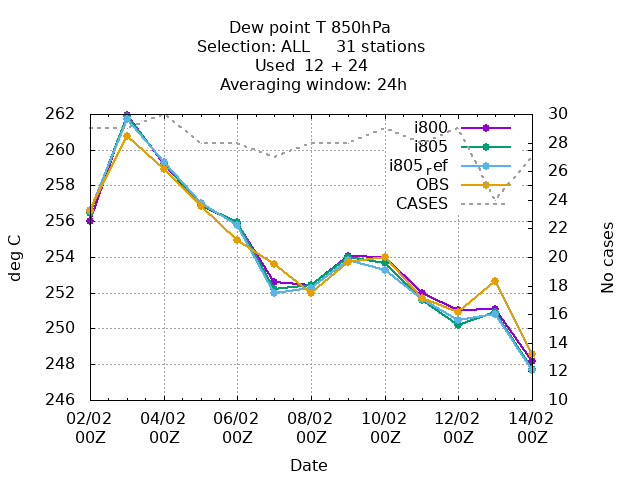 Dew point T 850hPa
Selection: ALL     31 stations
Used  12 + 24
Averaging window: 24h
262
260
258
256
254
252
250
248
246
deg C
30
28
26
24
22
20
18
16
14
12
10
No cases
i800
i805
i805ref
OBS
CASES
02/02 04/02 06/02 08/02 10/02 12/02 14/02
00Z 00Z 00Z 00Z 00Z 00Z 00Z
Date